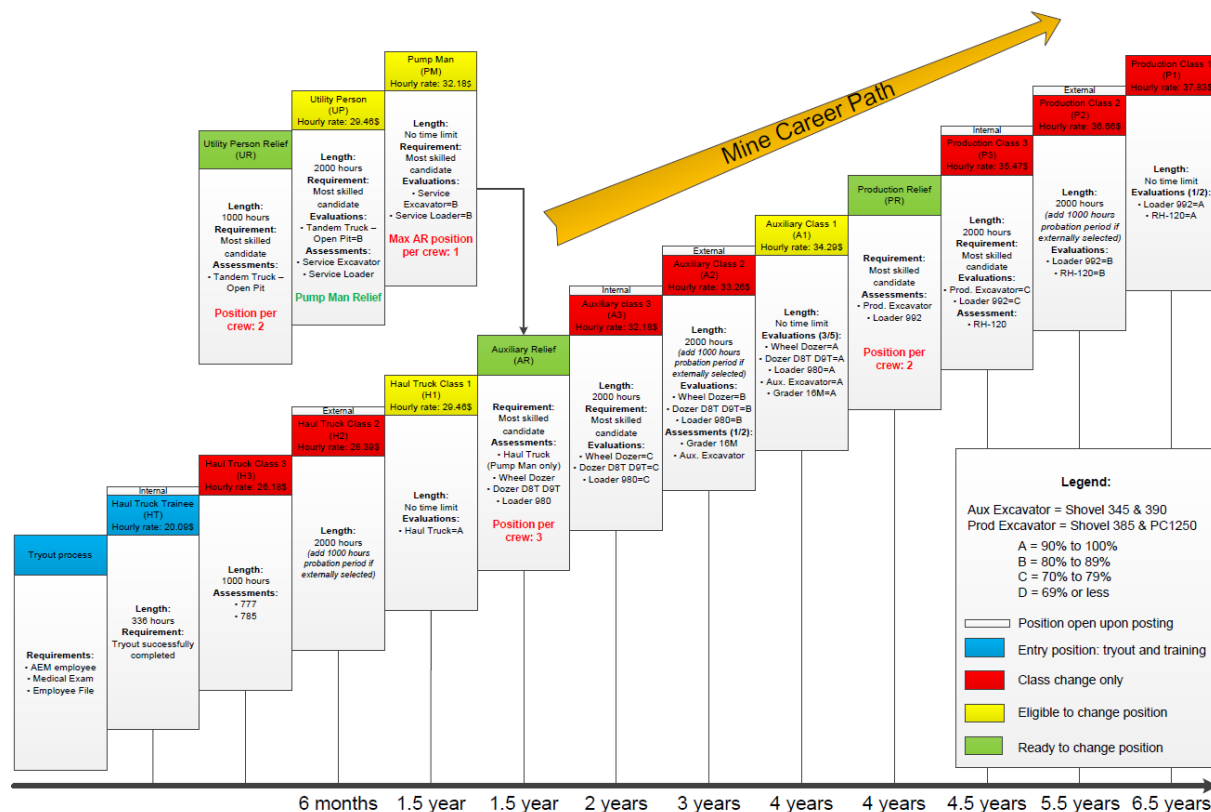 Mine Career Path
Tryout process
Requirements:
• AEM employee
• Medical Exam
• Employee File
Internal
Haul Truck Trainee
(HT)
Hourly rate: 20.09$
Length:
336 hours
Requirement:
Tryout successfully
completed
Haul Truck Class 3
(H3)
Hourly rate: 26.18$
Length:
1000 hours
Assessments:
• 777
• 785
External
Haul Truck Class 2
(H2)
Hourly rate: 28.39$
Length:
2000 hours
(add 1000 hours
probation period if
externally selected)
Haul Truck Class 1
(H1)
Hourly rate: 29.46$
Length:
No time limit
Evaluations:
• Haul Truck=A
Utility Person Relief
(UR)
Length:
1000 hours
Requirement:
Most skilled
candidate
Assessments:
• Tandem Truck –
Open Pit
Position per
crew: 2
Utility Person
(UP)
Hourly rate: 29.46$
Length:
2000 hours
Requirement:
Most skilled
candidate
Evaluations:
• Tandem Truck –
Open Pit=B
Assessments:
• Service Excavator
• Service Loader
Pump Man Relief
Pump Man
(PM)
Hourly rate: 32.18$
Length:
No time limit
Requirement:
Most skilled
candidate
Evaluations:
• Service
Excavator=B
• Service Loader=B
Max AR position
per crew: 1
Auxiliary Relief
(AR)
Requirement:
Most skilled
candidate
Assessments:
• Haul Truck
(Pump Man only)
• Wheel Dozer
• Dozer D8T D9T
• Loader 980
Position per
crew: 3
Internal
Auxiliary class 3
(A3)
Hourly rate: 32.18$
Length:
2000 hours
Requirement:
Most skilled
candidate
Evaluations:
• Wheel Dozer=C
• Dozer D8T D9T=C
• Loader 980=C
External
Auxiliary Class 2
(A2)
Hourly rate: 33.26$
Length:
2000 hours
(add 1000 hours
probation period if
externally selected)
Evaluations:
• Wheel Dozer=B
• Dozer D8T D9T=B
• Loader 980=B
Assessments (1/2):
• Grader 16M
• Aux. Excavator
Auxiliary Class 1
(A1)
Hourly rate: 34.29$
Length:
No time limit
Evaluations (3/5):
• Wheel Dozer=A
• Dozer D8T D9T=A
• Loader 980=A
• Aux. Excavator=A
• Grader 16M=A
Production Relief
(PR)
Requirement:
Most skilled
candidate
Assessments:
• Prod. Excavator
• Loader 992
Position per
crew: 2
Internal
Production Class 3
(P3)
Hourly rate: 35.47$
Length:
2000 hours
Requirement:
Most skilled
candidate
Evaluations:
• Prod. Excavator=C
• Loader 992=C
Assessment:
• RH-120
External
Production Class 2
(P2)
Hourly rate: 36.66$
Length:
2000 hours
(add 1000 hours
probation period if
externally selected)
Evaluations:
• Loader 992=B
• RH-120=B
Production Class 1
(P1)
Hourly rate: 37.83$
Length:
No time limit
Evaluations (1/2):
• Loader 992=A
• RH-120=A
Legend:
Aux Excavator = Shovel 345 & 390
Prod Excavator = Shovel 385 & PC1250
A = 90% to 100%
B = 80% to 89%
C = 70% to 79%
D = 69% or less
Position open upon posting
Entry position: tryout and training
Class change only
Eligible to change position
Ready to change position
6 months
1.5 year
1.5 year
2 years
3 years
4 years
4 years
4.5 years
5.5 years
6.5 years